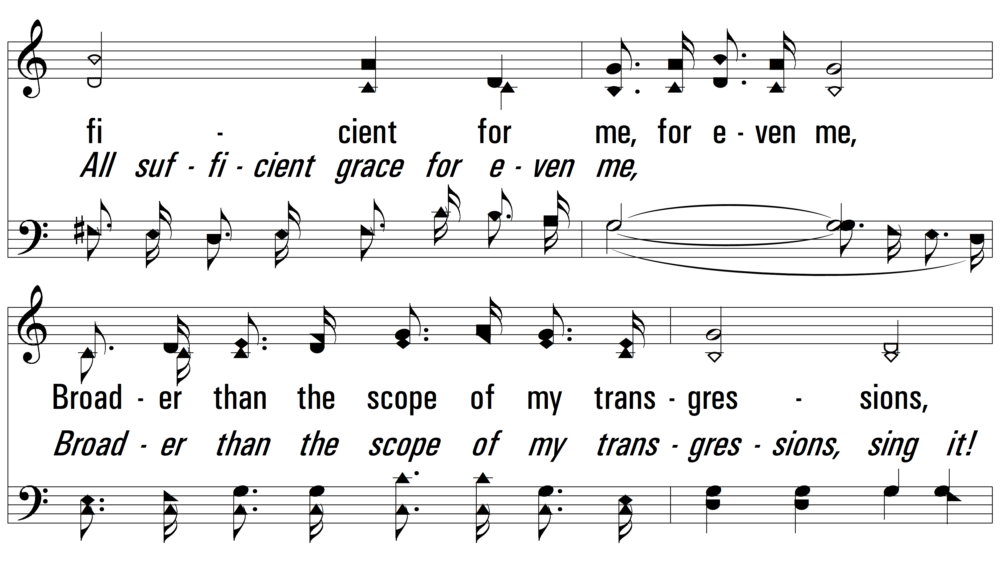 fi - cient for me, for e - ven me,
All suf - fi - cient grace for e - ven me,
Broad - er than the scope of my trans - gres - sions,
Broad - er than the scope of my trans - gres - sions, sing it!